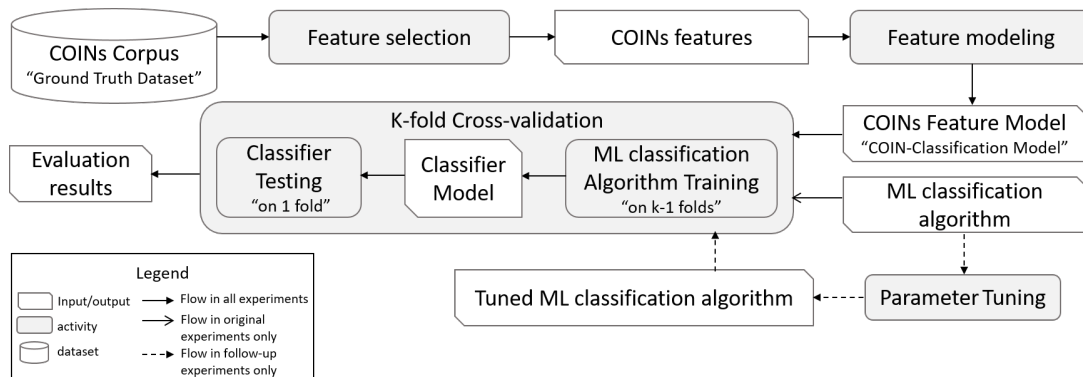 COINs Corpus
“Ground Truth Dataset”
Feature selection
COINs features
Feature modeling
COINs Feature Model
“COIN-Classification Model”
K-fold Cross-validation
ML classification
Algorithm Training
“on k-1 folds”
Classifier
Model
Classifier
Testing
“on 1 fold”
Evaluation
results
ML classification
algorithm
Parameter Tuning
Tuned ML classification algorithm
Legend
Input/output
activity
dataset
Flow in all experiments
Flow in original
experiments only
Flow in follow-up
experiments only